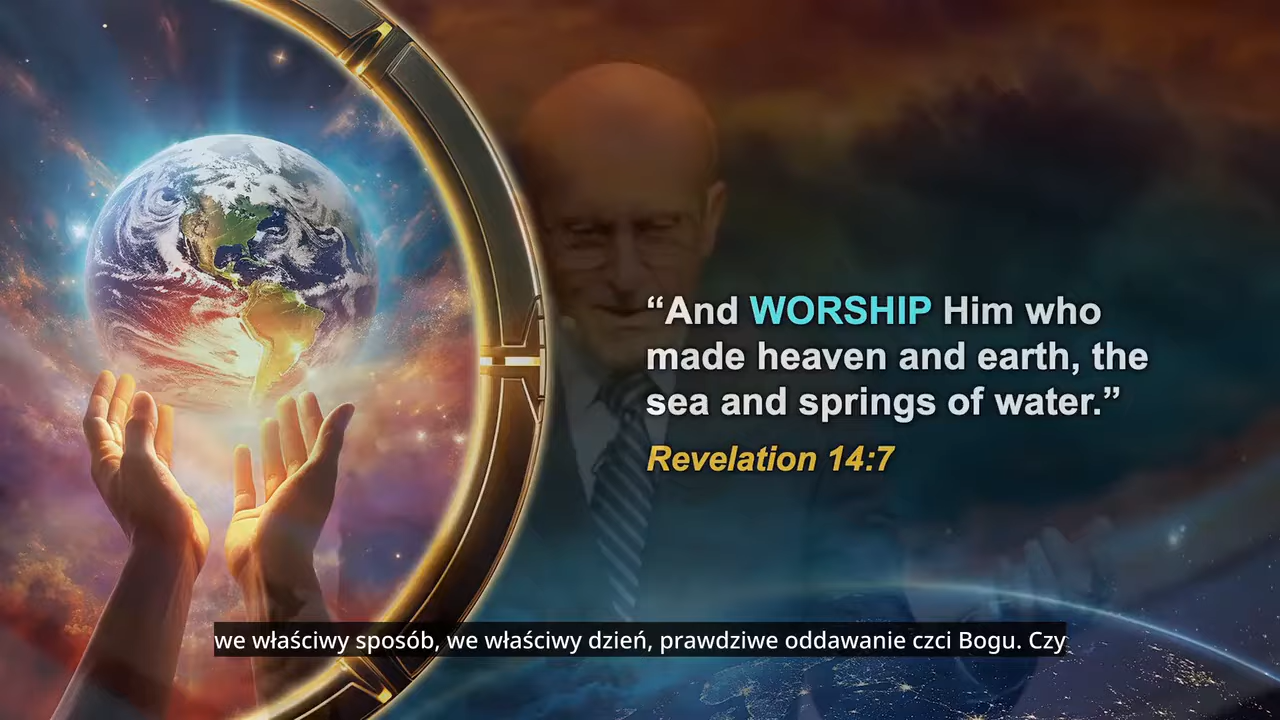 “And WORSHIP Him who
made heaven and earth, the
sea and springs of water.”
Revelation 14:7
we właściwy sposób, we właściwy dzień, prawdziwe oddawanie czci Bogu. Czy